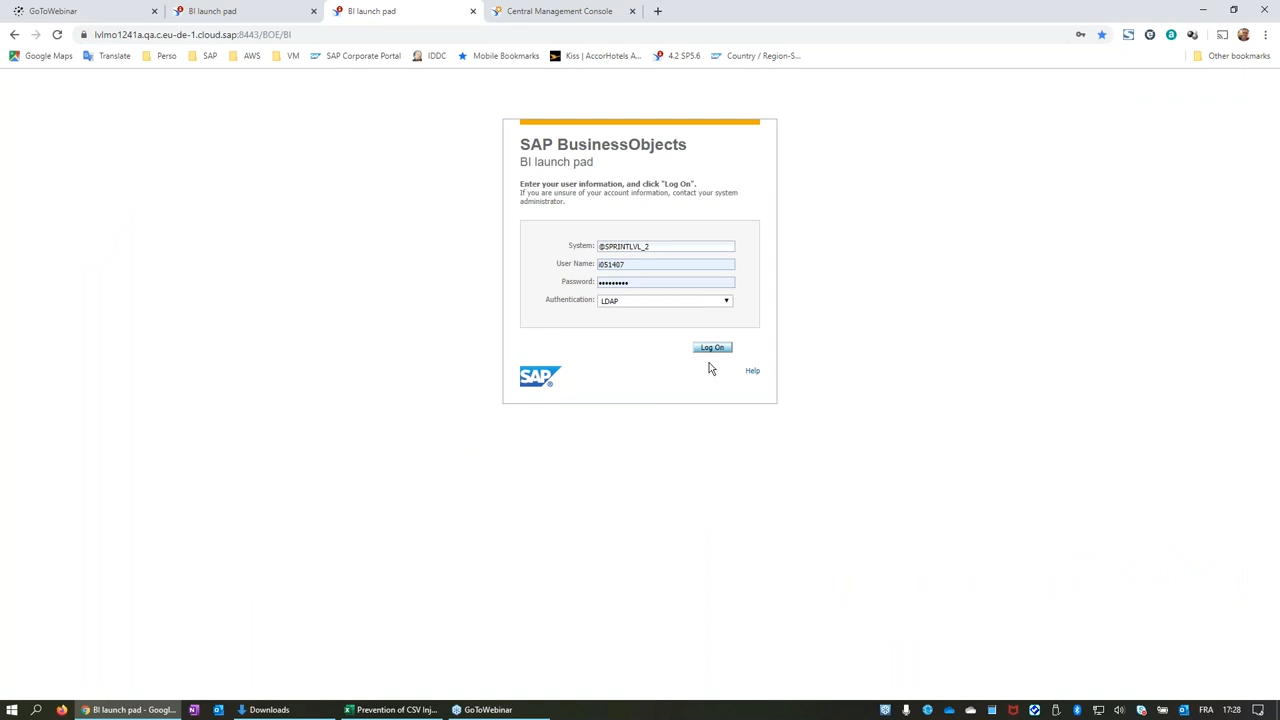 GoToWebinar
BI launch pad
BI launch pad
Central Management Console
lvlmo1241a.qa.c.eu-de-1.cloud.sap:8443/BOE/BI
Google Maps
Translate
Perso
SAP
AWS
VM
SAP Corporate Portal
IDDC
Mobile Bookmarks
Kiss | AccorHotels A...
4.2 SP5.6
Country / Region-S...
Other bookmarks
SAP BusinessObjects
BI launch pad
Enter your user information, and click "Log On".
If you are unsure of your account information, contact your system
administrator.
System: @SPRINTLVL_2
User Name: i051407
Password: •••••••••
Authentication: LDAP
Log On
SAP
Help
BI launch pad - Googl...
Downloads
Prevention of CSV Inj...
GoToWebinar
FR
17:28